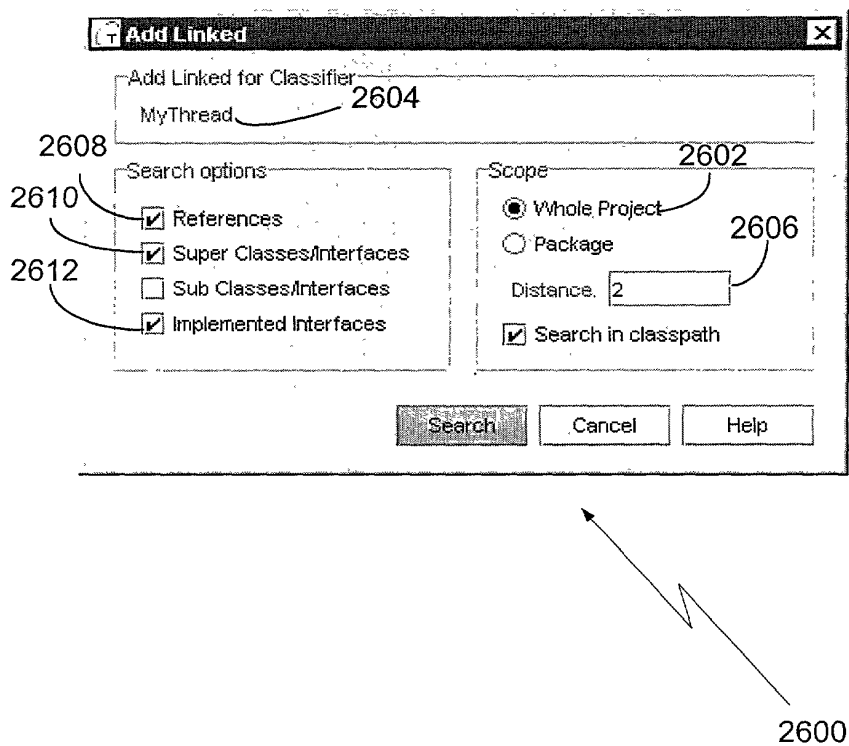 Add Linked
Add Linked for Classifier
MyThread
2604
2608
2610
2612
Search options
References
Super Classes/Interfaces
Sub Classes/Interfaces
Implemented Interfaces
Scope
2602
Whole Project
Package
2606
Distance. 2
Search in classpath
Search
Cancel
Help
2600